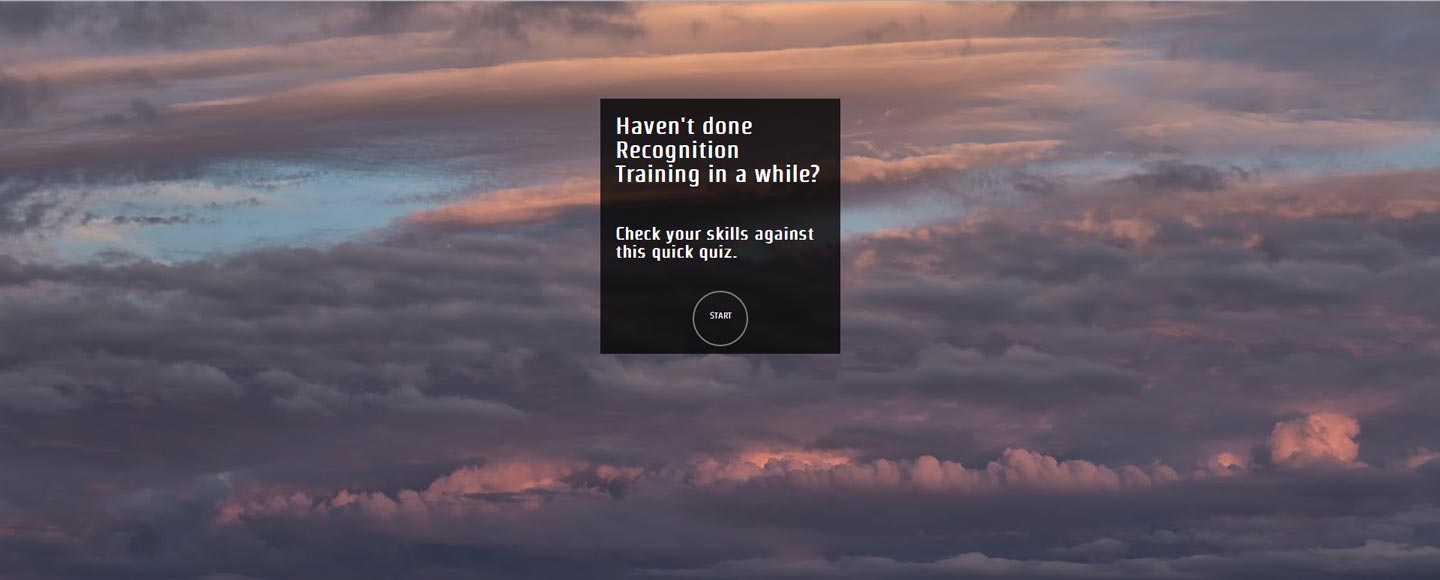 Haven't done
Recognition
Training in a while?
Check your skills against
this quick quiz.
START